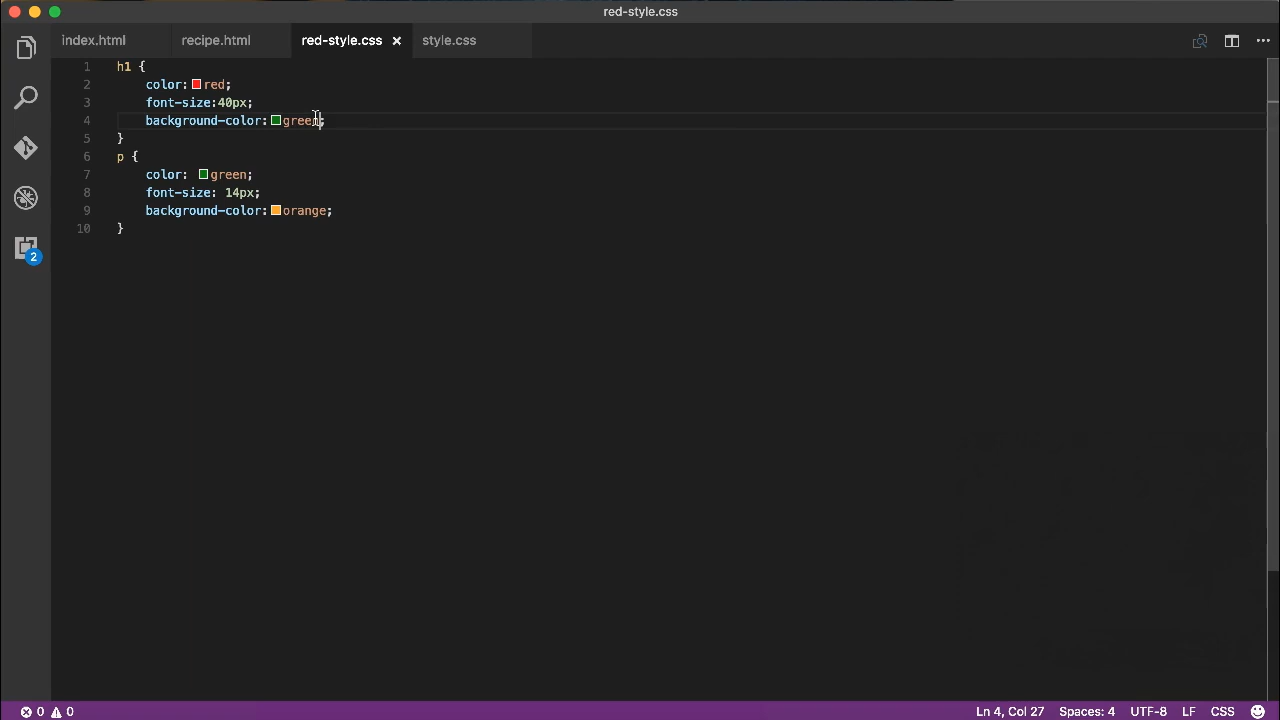 red-style.css
index.html recipe.html red-style.css style.css
1 h1 {
2 color: red;
3 font-size:40px;
4 background-color: green;
5 }
6 p {
7 color: green;
8 font-size: 14px;
9 background-color: orange;
10 }
2
0 0 Ln 4, Col 27 Spaces: 4 UTF-8 LF CSS